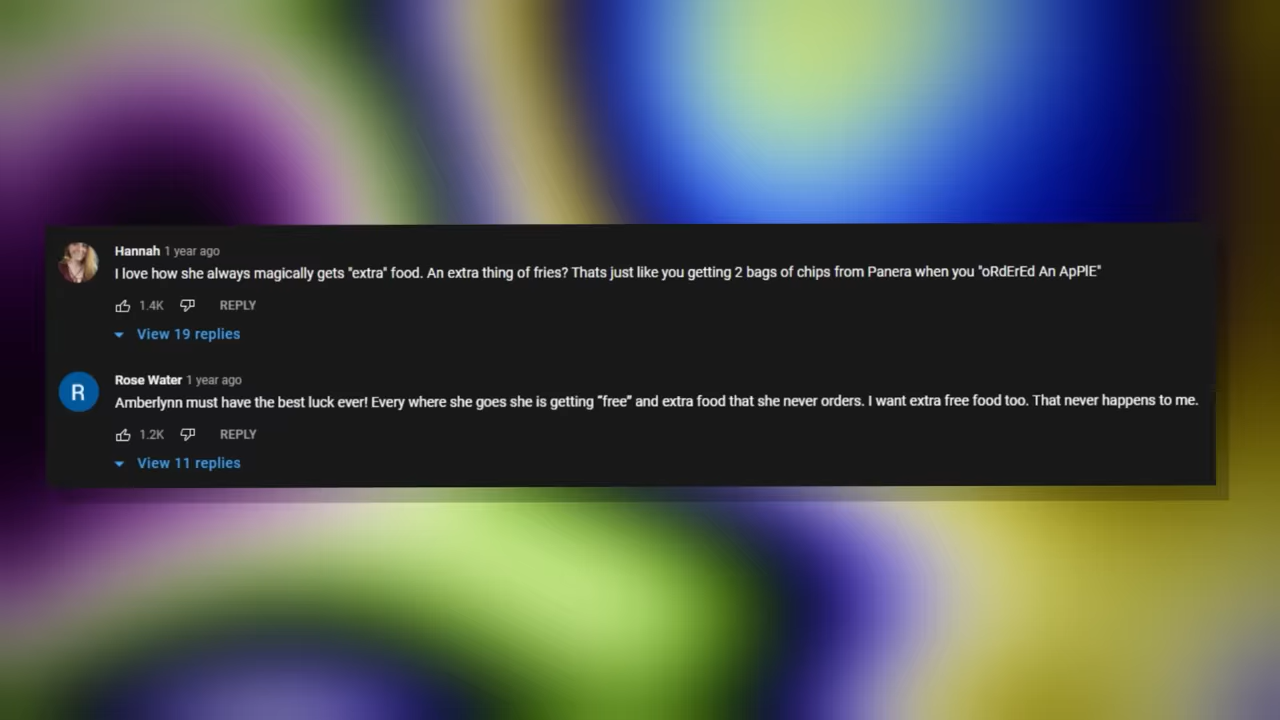 Hannah 1 year ago
I love how she always magically gets "extra" food. An extra thing of fries? Thats just like you getting 2 bags of chips from Panera when you "oRdErEd An ApPlE"
1.4K REPLY
View 19 replies
R
Rose Water 1 year ago
Amberlynn must have the best luck ever! Every where she goes she is getting "free" and extra food that she never orders. I want extra free food too. That never happens to me.
1.2K REPLY
View 11 replies